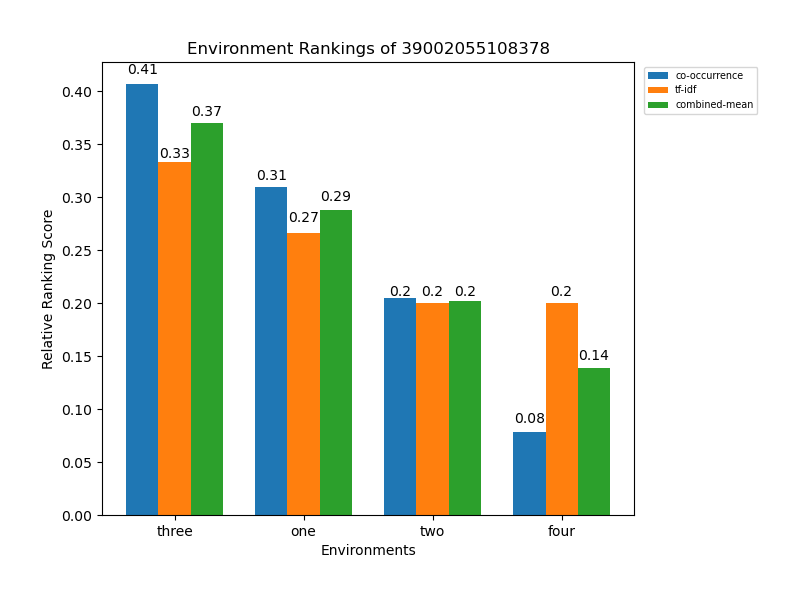 Environment Rankings of 39002055108378
co-occurrence
tf-idf
combined-mean
Relative Ranking Score
0.40
0.35
0.30
0.25
0.20
0.15
0.10
0.05
0.00
0.41
0.33
0.37
0.31
0.27
0.29
0.2
0.2
0.2
0.08
0.2
0.14
three
one
two
four
Environments